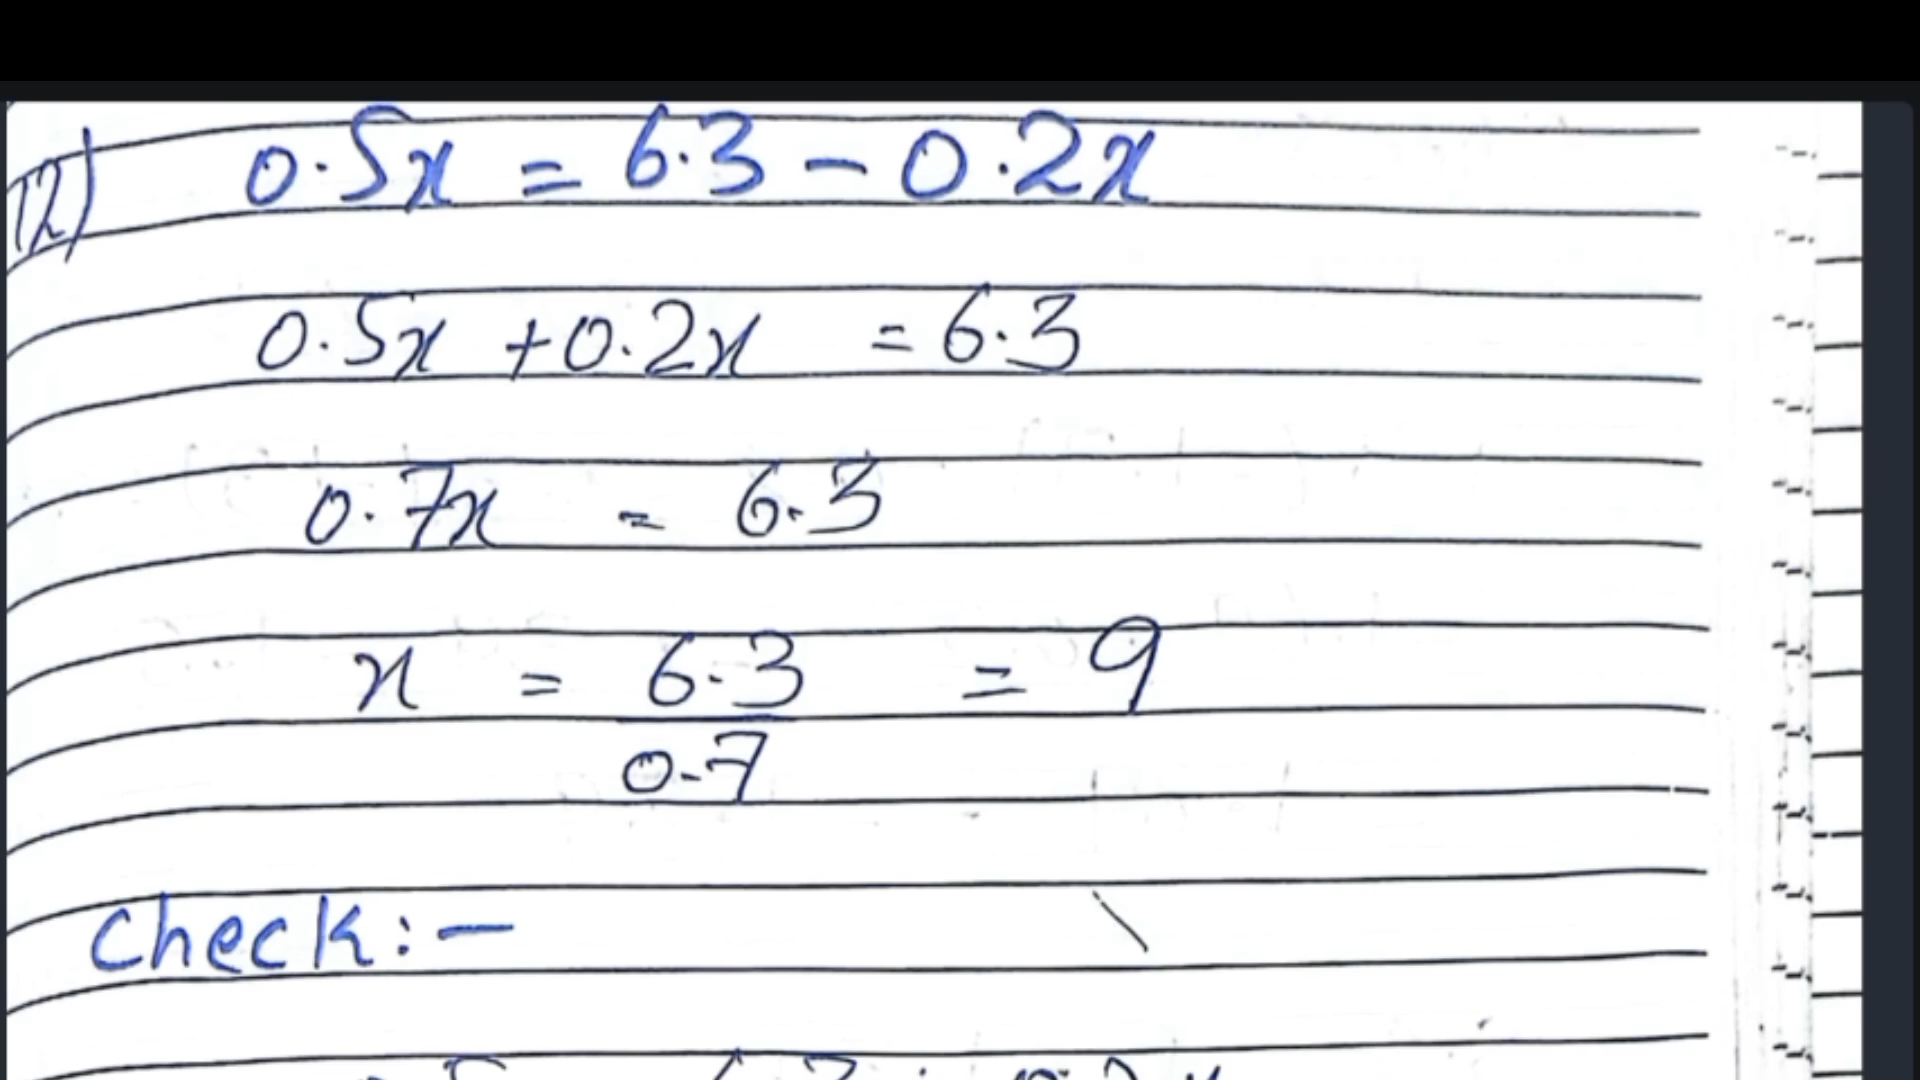 12) 0.5x = 6.3 - 0.2x
0.5x + 0.2x = 6.3
0.7x = 6.3
x = 6.3 = 9
0.7
Check:-